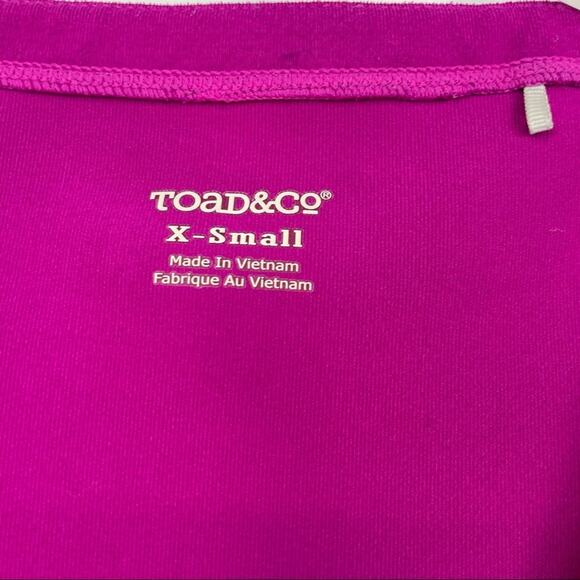 TOAD&CO®
X-Small
Made In Vietnam
Fabrique Au Vietnam